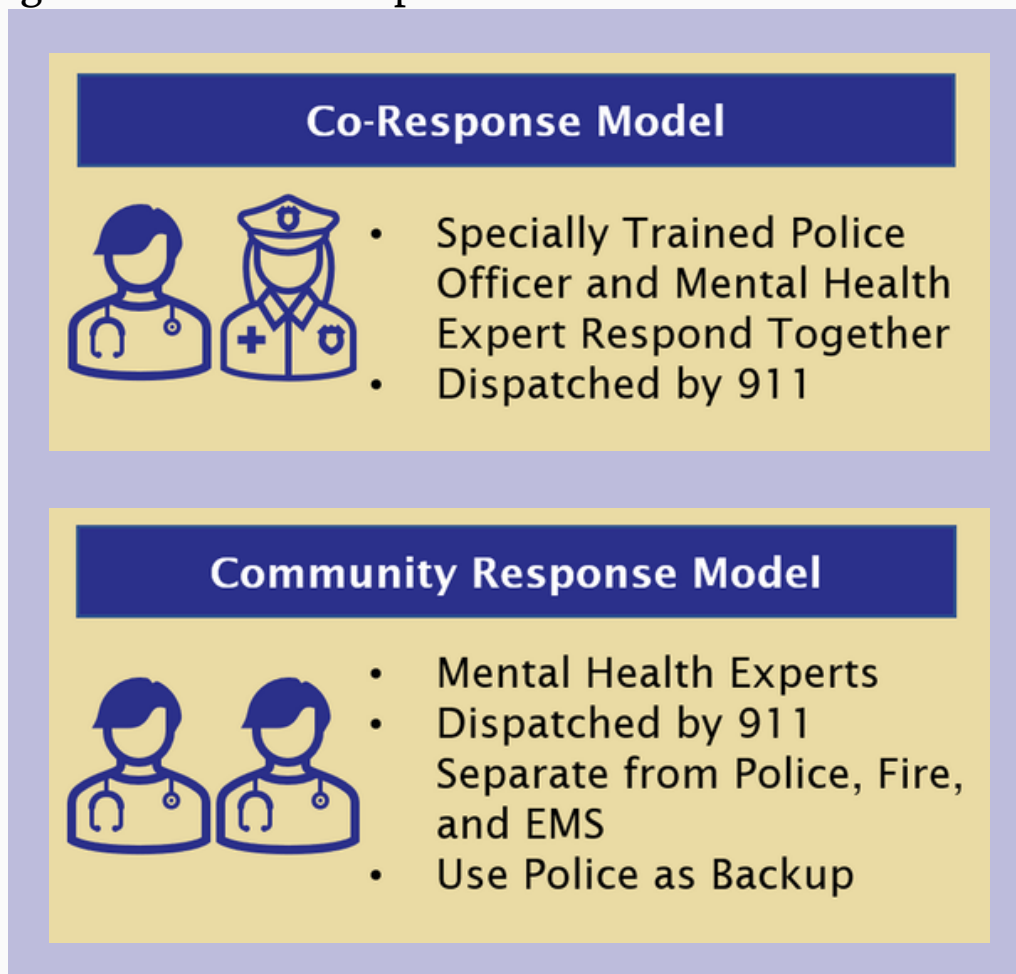 Co-Response Model
• Specially Trained Police
Officer and Mental Health
Expert Respond Together
• Dispatched by 911
Community Response Model
• Mental Health Experts
• Dispatched by 911
Separate from Police, Fire,
and EMS
• Use Police as Backup